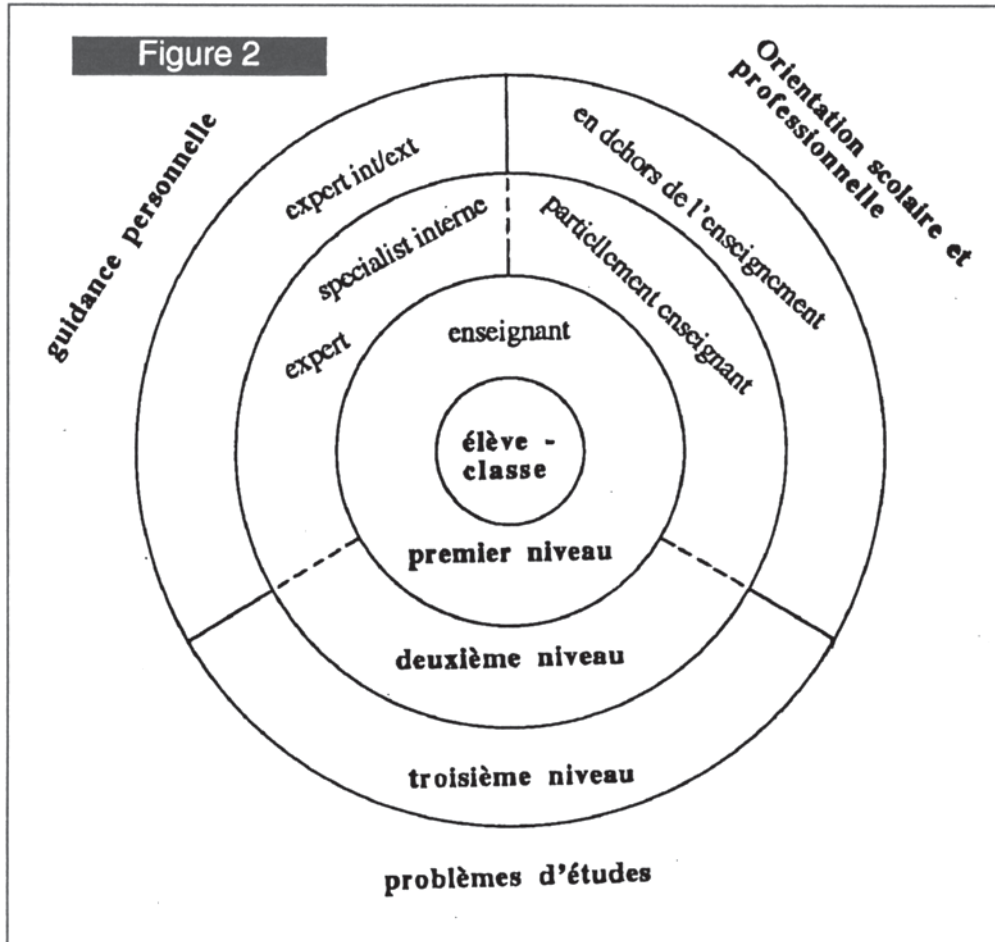 Figure 2
guidance personnelle
Orientation scolaire et
professionnelle
expert int/ext
en dehors de l'enseignement
specialist interne
partiellement enseignant
expert
enseignant
élève -
classe
premier niveau
deuxième niveau
troisième niveau
problèmes d'études